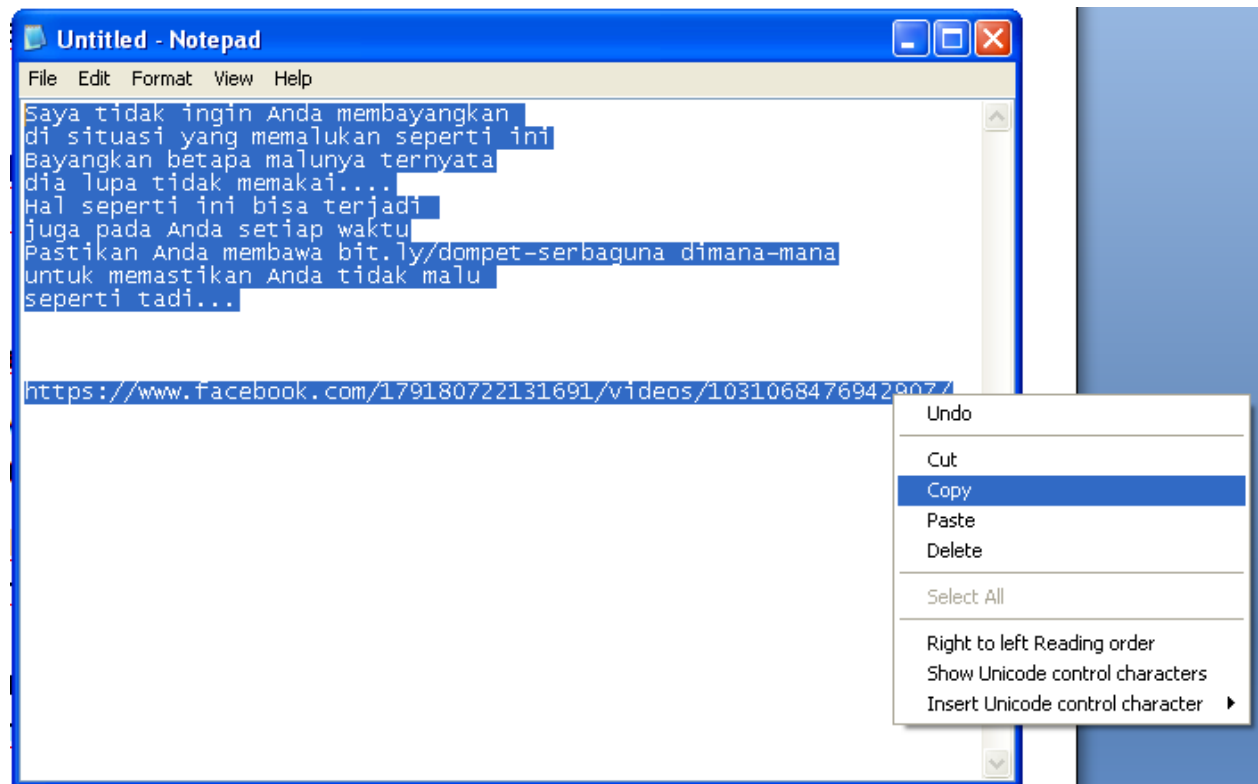 Untitled - Notepad
File Edit Format View Help
Saya tidak ingin Anda membayangkan
di situasi yang memalukan seperti ini
Bayangkan betapa malunya ternyata
dia lupa tidak memakai....
Hal seperti ini bisa terjadi
juga pada Anda setiap waktu
Pastikan Anda membawa bit.ly/dompet-serbaguna dimana-mana
untuk memastikan Anda tidak malu
seperti tadi...
https://www.facebook.com/179180722131691/videos/1031068476942907/
Undo
Cut
Copy
Paste
Delete
Select All
Right to left Reading order
Show Unicode control characters
Insert Unicode control character